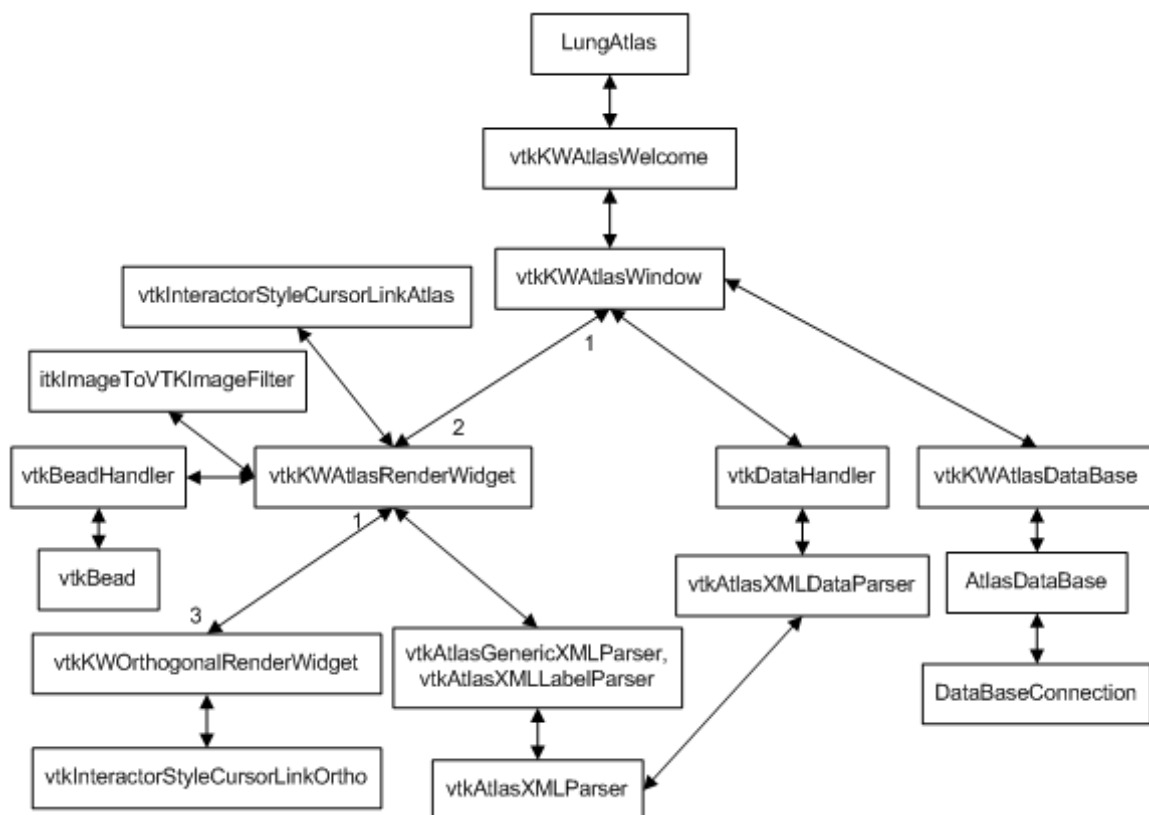 LungAtlas
vtkKWAtlasWelcome
vtkKWAtlasWindow
vtkInteractorStyleCursorLinkAtlas
1
itkImageToVTKImageFilter
2
vtkBeadHandler
vtkKWAtlasRenderWidget
vtkDataHandler
vtkKWAtlasDataBase
1
vtkBead
vtkAtlasXMLDataParser
AtlasDataBase
3
vtkKWOrthogonalRenderWidget
vtkAtlasGenericXMLParser,
vtkAtlasXMLLabelParser
DataBaseConnection
vtkInteractorStyleCursorLinkOrtho
vtkAtlasXMLParser